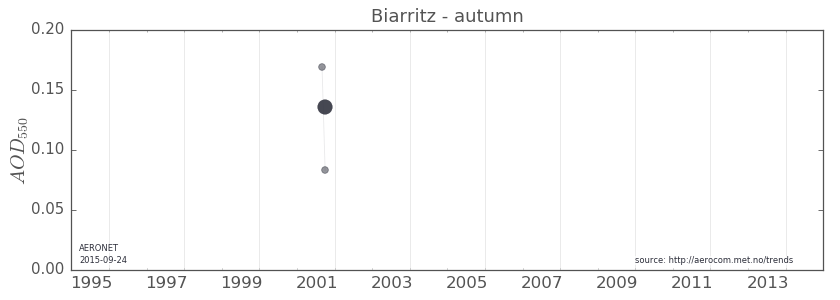 Biarritz - autumn
0.20
0.15
0.10
0.05
0.00
AOD550
AERONET
2015-09-24
source: http://aerocom.met.no/trends
1995 1997 1999 2001 2003 2005 2007 2009 2011 2013